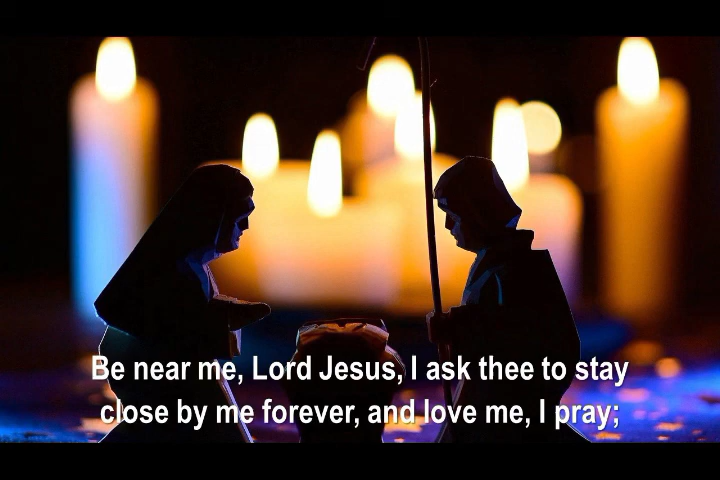 Be near me, Lord Jesus, I ask thee to stay
close by me forever, and love me, I pray;